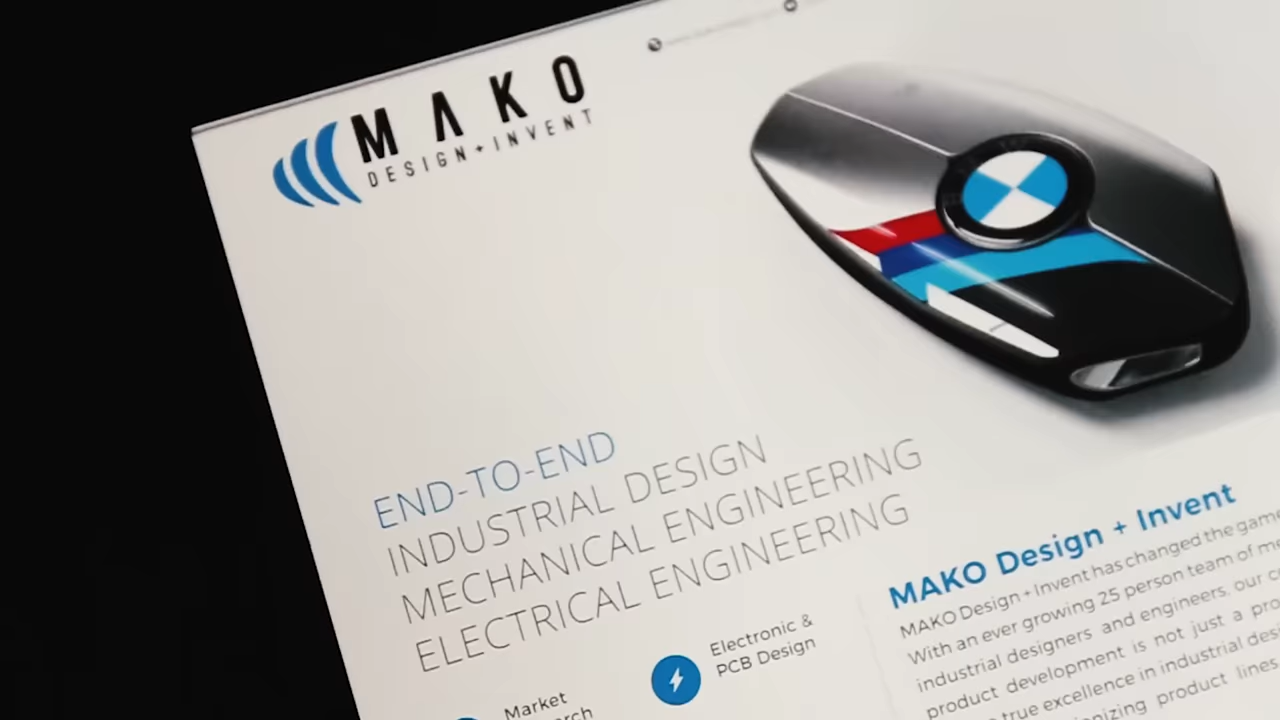 MAKO
DESIGN+INVENT
END-TO-END
INDUSTRIAL DESIGN
MECHANICAL ENGINEERING
ELECTRICAL ENGINEERING
Electronic &
PCB Design
Market
MAKO Design + Invent
MAKO Design+Invent has changed the game
With an ever growing 25 person team of
industrial designers and engineers, our
product development is not just a
true excellence in industrial
product lines